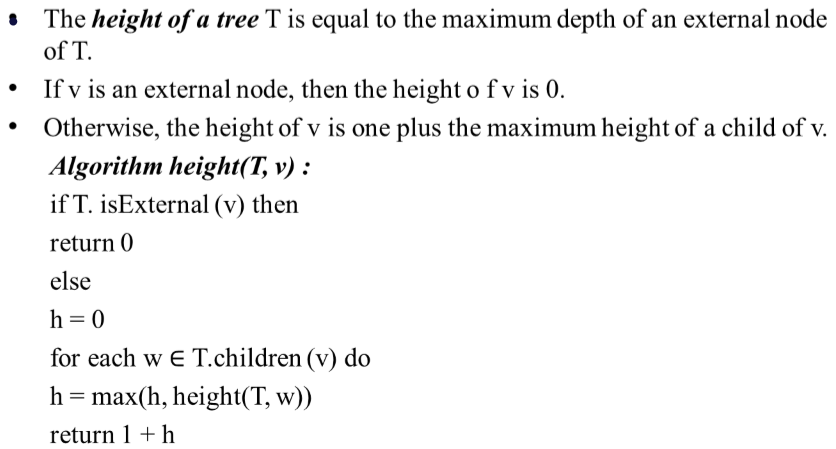 • The height of a tree T is equal to the maximum depth of an external node
of T.
• If v is an external node, then the height o f v is 0.
• Otherwise, the height of v is one plus the maximum height of a child of v.
Algorithm height(T, v) :
if T. isExternal (v) then
return 0
else
h = 0
for each w ∈ T.children (v) do
h = max(h, height(T, w))
return 1 + h